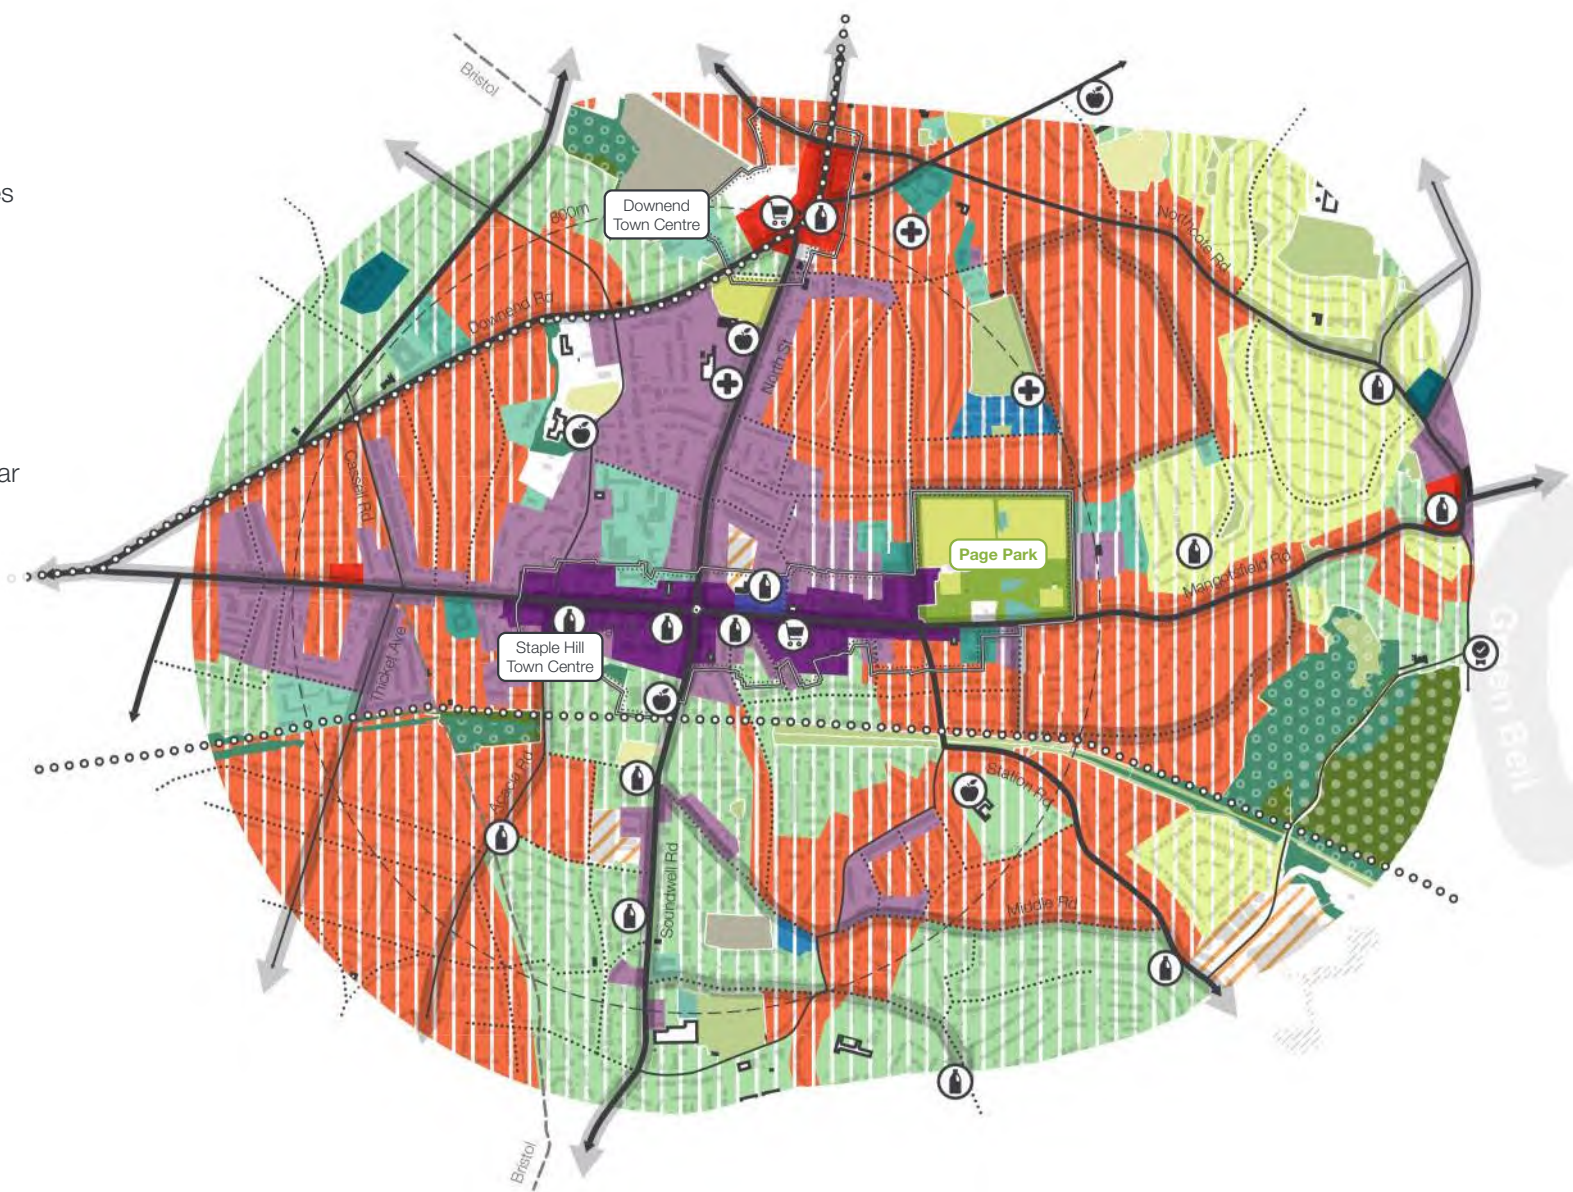 es
ar
Bristol
800m
Downend
Town Centre
Northcote Rd
Downend Rd
North St
Cassel Rd
Page Park
Mangotsfield Rd
Staple Hill
Town Centre
Thicket Ave
Green Belt
Acacia Rd
Station Rd
Soundwell Rd
Middle Rd
Bristol